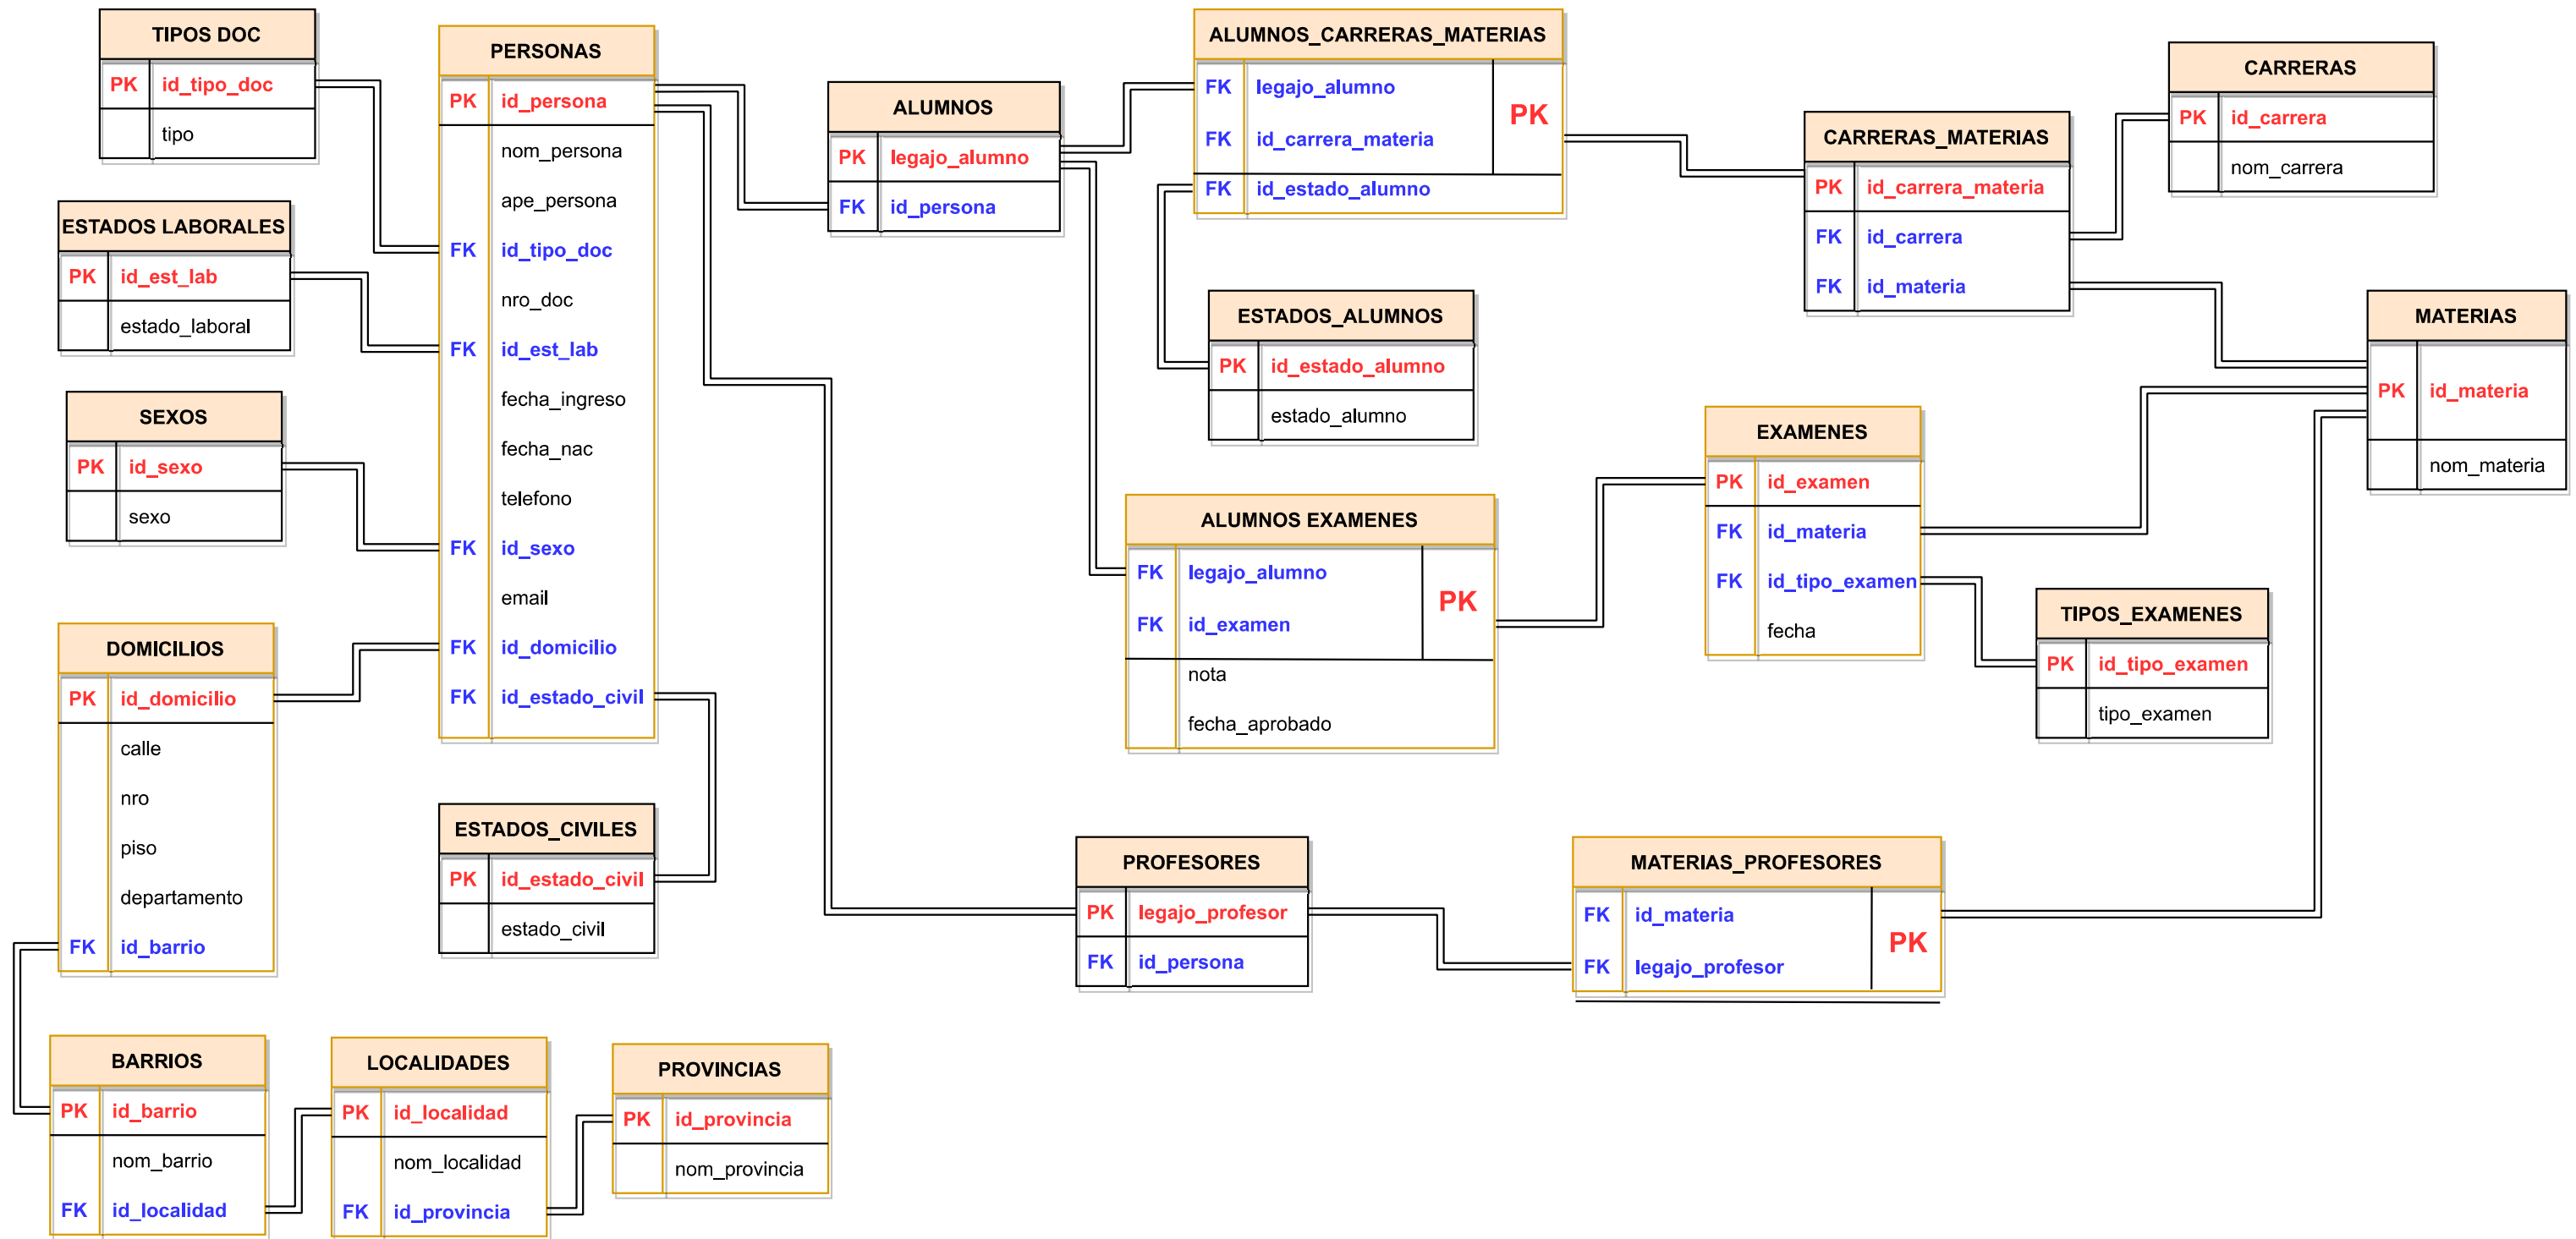 TIPOS DOC
PK id_tipo_doc
tipo
ESTADOS LABORALES
PK id_est_lab
estado_laboral
SEXOS
PK id_sexo
sexo
DOMICILIOS
PK id_domicilio
calle
nro
piso
departamento
FK id_barrio
BARRIOS
PK id_barrio
nom_barrio
FK id_localidad
LOCALIDADES
PK id_localidad
nom_localidad
FK id_provincia
PROVINCIAS
PK id_provincia
nom_provincia
PERSONAS
PK id_persona
nom_persona
ape_persona
FK id_tipo_doc
nro_doc
FK id_est_lab
fecha_ingreso
fecha_nac
telefono
FK id_sexo
email
FK id_domicilio
FK id_estado_civil
ESTADOS_CIVILES
PK id_estado_civil
estado_civil
ALUMNOS
PK legajo_alumno
FK id_persona
ALUMNOS_CARRERAS_MATERIAS
FK legajo_alumno
PK
FK id_carrera_materia
FK id_estado_alumno
ESTADOS_ALUMNOS
PK id_estado_alumno
estado_alumno
ALUMNOS EXAMENES
FK legajo_alumno
PK
FK id_examen
nota
fecha_aprobado
PROFESORES
PK legajo_profesor
FK id_persona
MATERIAS_PROFESORES
FK id_materia
PK
FK legajo_profesor
CARRERAS_MATERIAS
PK id_carrera_materia
FK id_carrera
FK id_materia
CARRERAS
PK id_carrera
nom_carrera
MATERIAS
PK id_materia
nom_materia
EXAMENES
PK id_examen
FK id_materia
FK id_tipo_examen
fecha
TIPOS_EXAMENES
PK id_tipo_examen
tipo_examen